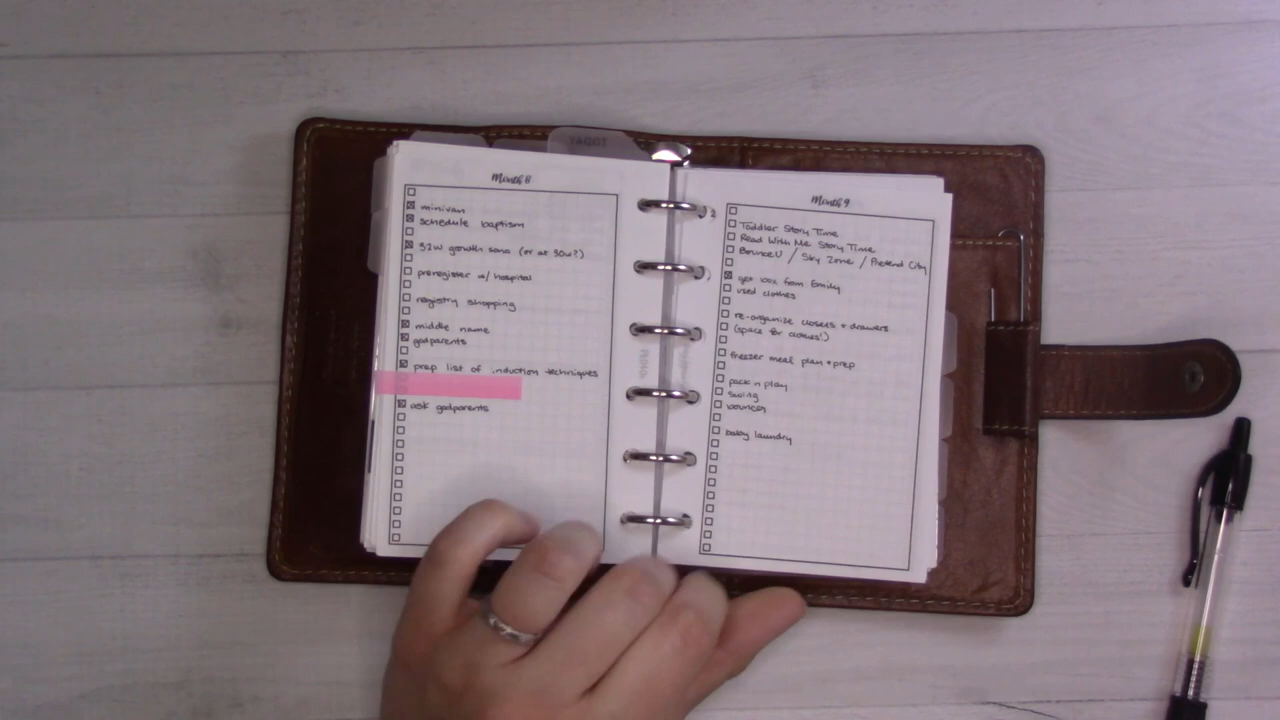 TODAY
Month 8
minivan
schedule baptism
32w growth sono (or at 30w?)
preregister w/ hospital
registry shopping
middle name
godparents
prep list of induction techniques
ask godparents
Month 9
Toddler Story Time
Read With Me Story Time
BounceU / Sky Zone / Pretend City
get box from Emily
used clothes
re-organize closets + drawers
(space for clothes!)
freezer meal plan + prep
pack n play
swing
bouncer
baby laundry